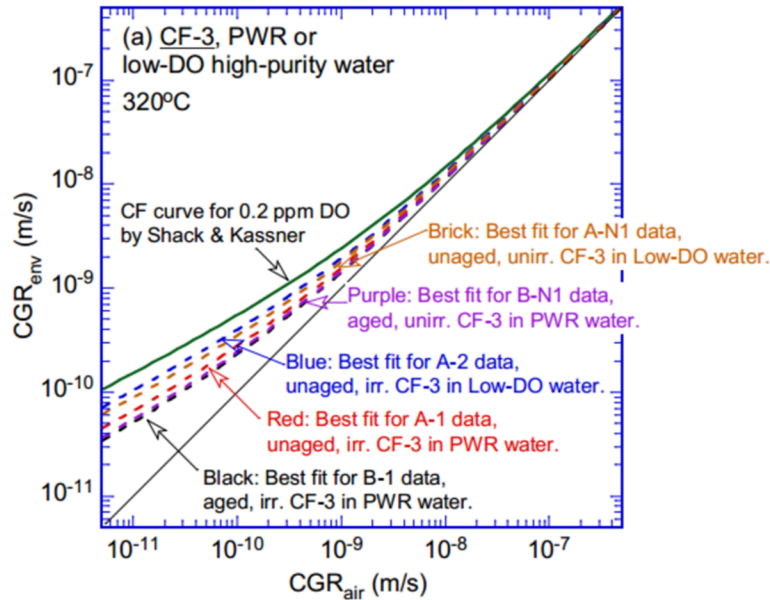 (a) CF-3, PWR or
low-DO high-purity water
320ºC
10⁻⁷
10⁻⁸
10⁻⁹
10⁻¹⁰
10⁻¹¹
CGRenv (m/s)
CF curve for 0.2 ppm DO
by Shack & Kassner
Brick: Best fit for A-N1 data,
unaged, unirr. CF-3 in Low-DO water.
Purple: Best fit for B-N1 data,
aged, unirr. CF-3 in PWR water.
Blue: Best fit for A-2 data,
unaged, irr. CF-3 in Low-DO water.
Red: Best fit for A-1 data,
unaged, irr. CF-3 in PWR water.
Black: Best fit for B-1 data,
aged, irr. CF-3 in PWR water.
10⁻¹¹ 10⁻¹⁰ 10⁻⁹ 10⁻⁸ 10⁻⁷
CGRair (m/s)